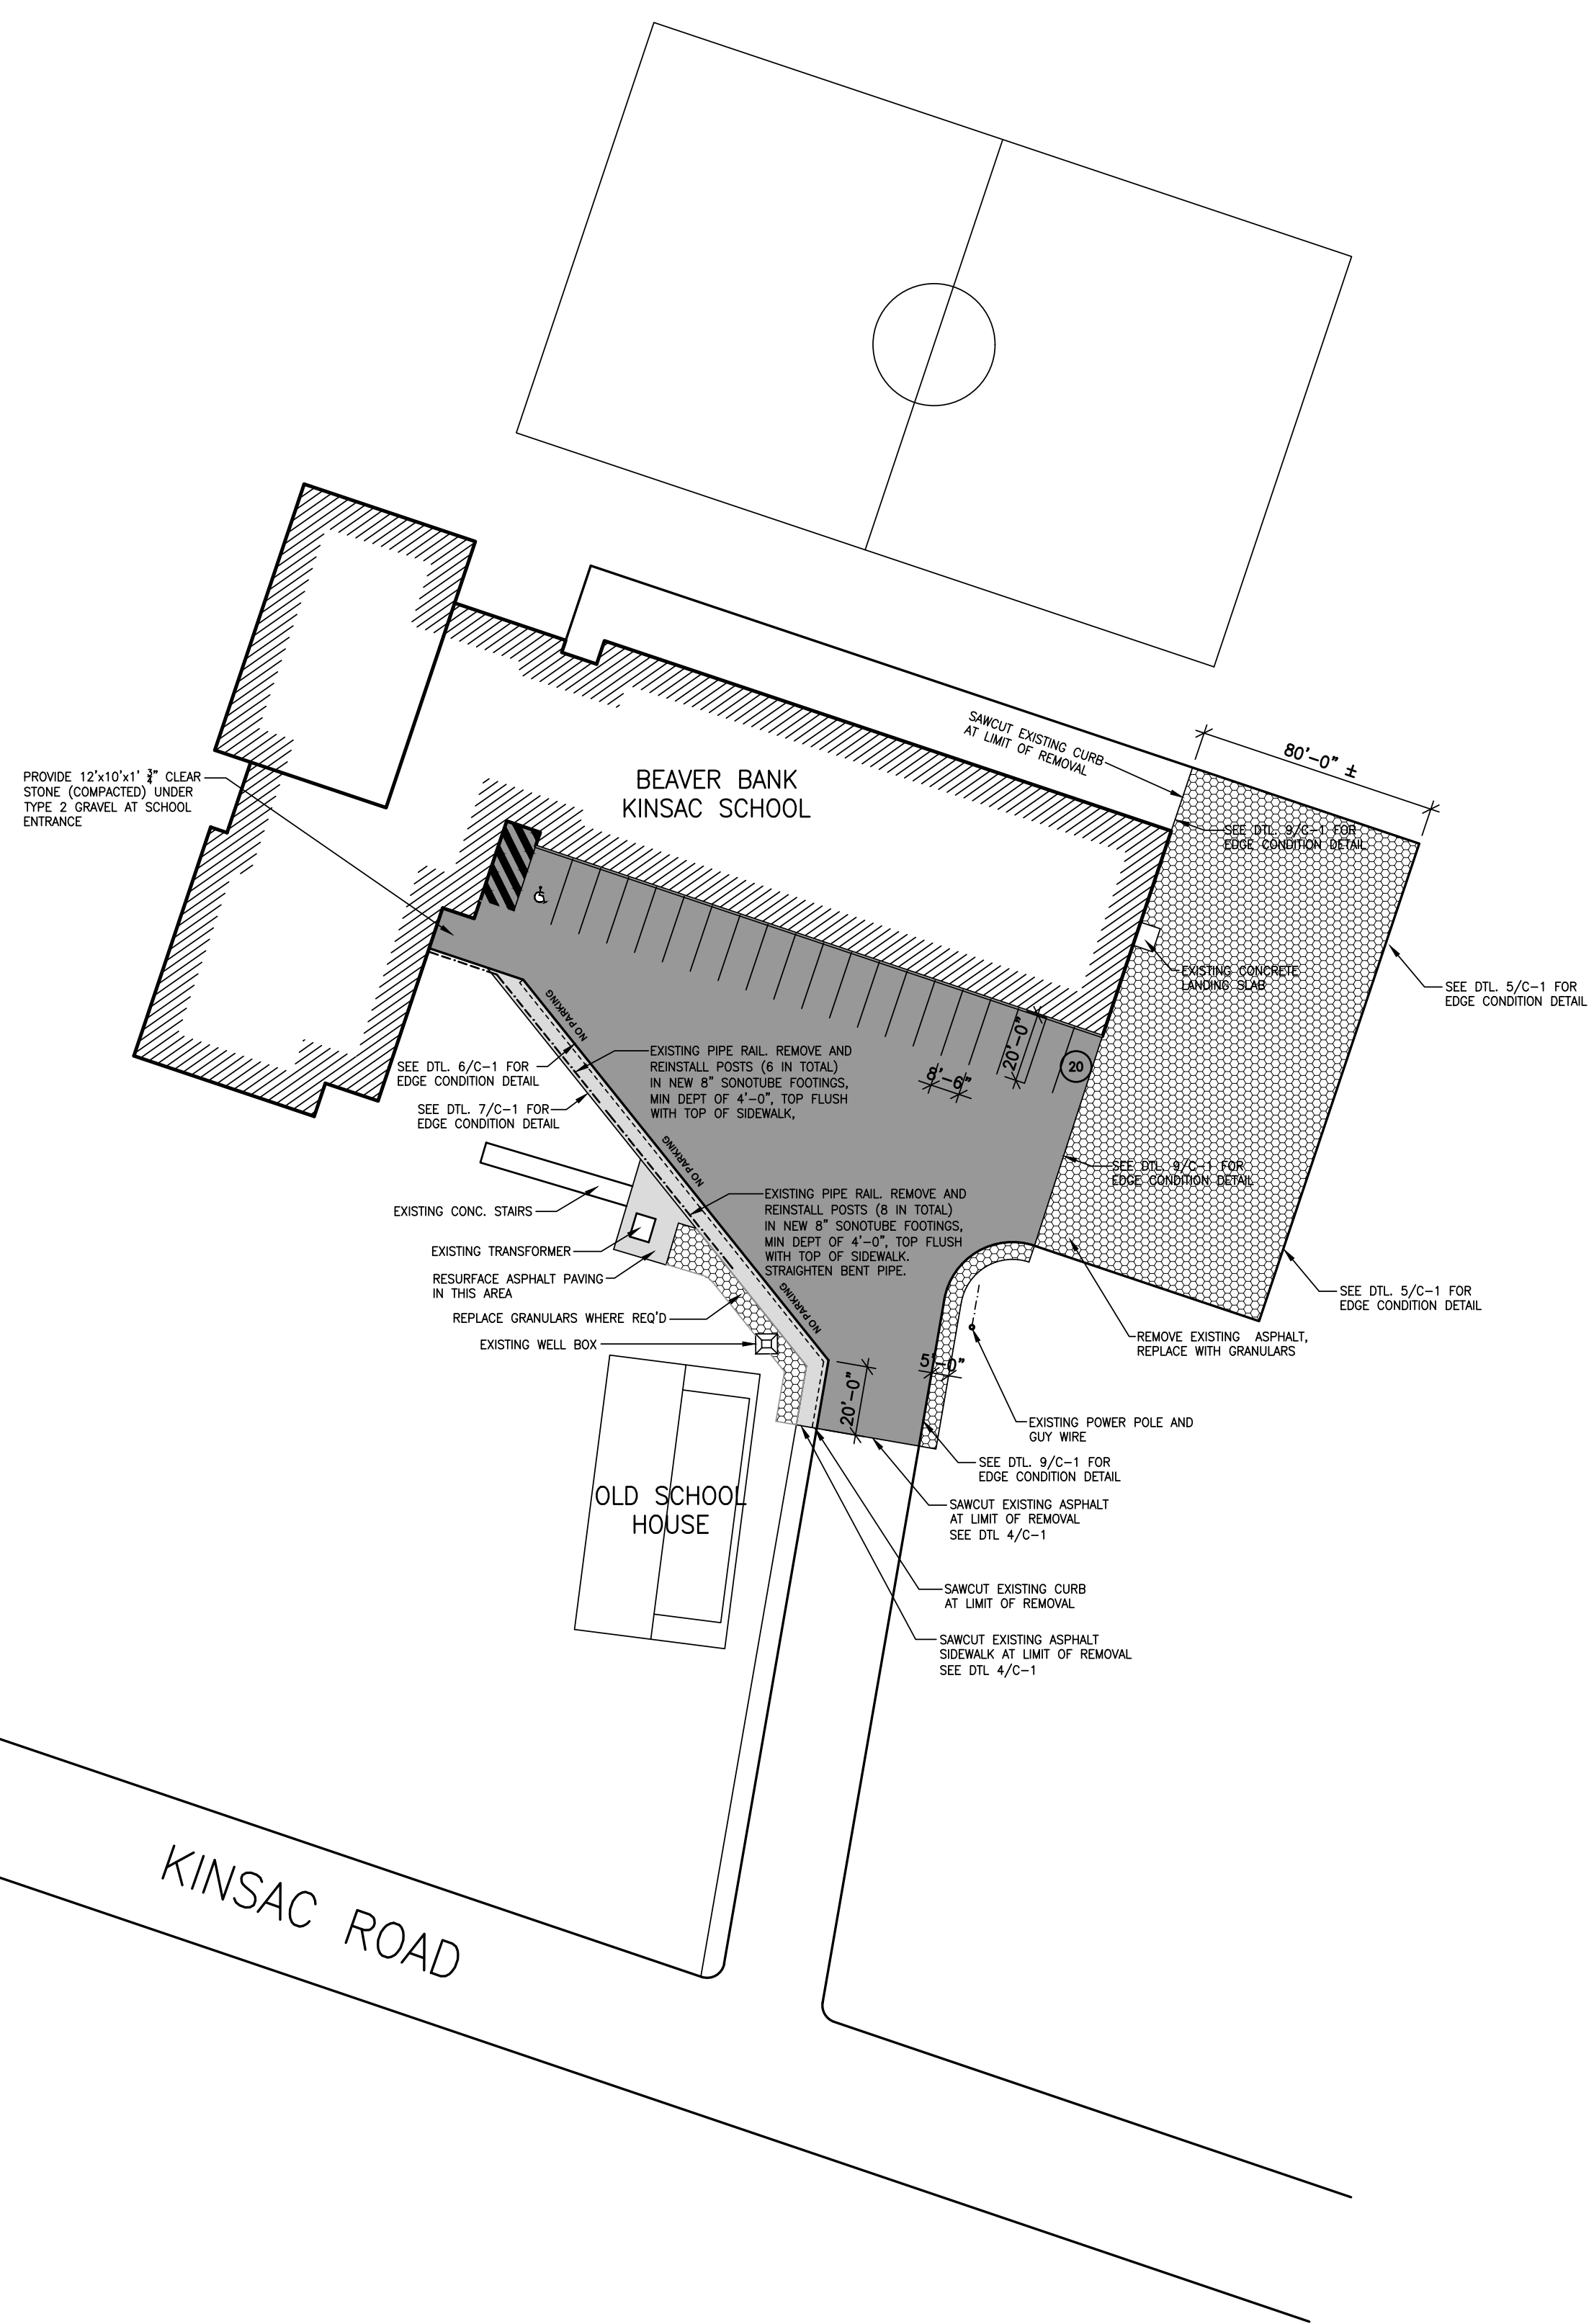 SAWCUT EXISTING CURB
AT LIMIT OF REMOVAL
80'-0" ±
PROVIDE 12'x10'x1' ¾" CLEAR
STONE (COMPACTED) UNDER
TYPE 2 GRAVEL AT SCHOOL
ENTRANCE
BEAVER BANK
KINSAC SCHOOL
SEE DTL. 9/C-1 FOR
EDGE CONDITION DETAIL
EXISTING CONCRETE
LANDING SLAB
SEE DTL. 5/C-1 FOR
EDGE CONDITION DETAIL
NO PARKING
SEE DTL. 6/C-1 FOR
EDGE CONDITION DETAIL
SEE DTL. 7/C-1 FOR
EDGE CONDITION DETAIL
EXISTING PIPE RAIL. REMOVE AND
REINSTALL POSTS (6 IN TOTAL)
IN NEW 8" SONOTUBE FOOTINGS,
MIN DEPT OF 4'-0", TOP FLUSH
WITH TOP OF SIDEWALK,
8'-6"
20'-0"
20
NO PARKING
SEE DTL. 9/C-1 FOR
EDGE CONDITION DETAIL
EXISTING PIPE RAIL. REMOVE AND
REINSTALL POSTS (8 IN TOTAL)
IN NEW 8" SONOTUBE FOOTINGS,
MIN DEPT OF 4'-0", TOP FLUSH
WITH TOP OF SIDEWALK.
STRAIGHTEN BENT PIPE.
EXISTING CONC. STAIRS
EXISTING TRANSFORMER
RESURFACE ASPHALT PAVING
IN THIS AREA
REPLACE GRANULARS WHERE REQ'D
EXISTING WELL BOX
NO PARKING
SEE DTL. 5/C-1 FOR
EDGE CONDITION DETAIL
REMOVE EXISTING ASPHALT,
REPLACE WITH GRANULARS
5'-0"
20'-0"
EXISTING POWER POLE AND
GUY WIRE
SEE DTL. 9/C-1 FOR
EDGE CONDITION DETAIL
OLD SCHOOL
HOUSE
SAWCUT EXISTING ASPHALT
AT LIMIT OF REMOVAL
SEE DTL 4/C-1
SAWCUT EXISTING CURB
AT LIMIT OF REMOVAL
SAWCUT EXISTING ASPHALT
SIDEWALK AT LIMIT OF REMOVAL
SEE DTL 4/C-1
KINSAC ROAD